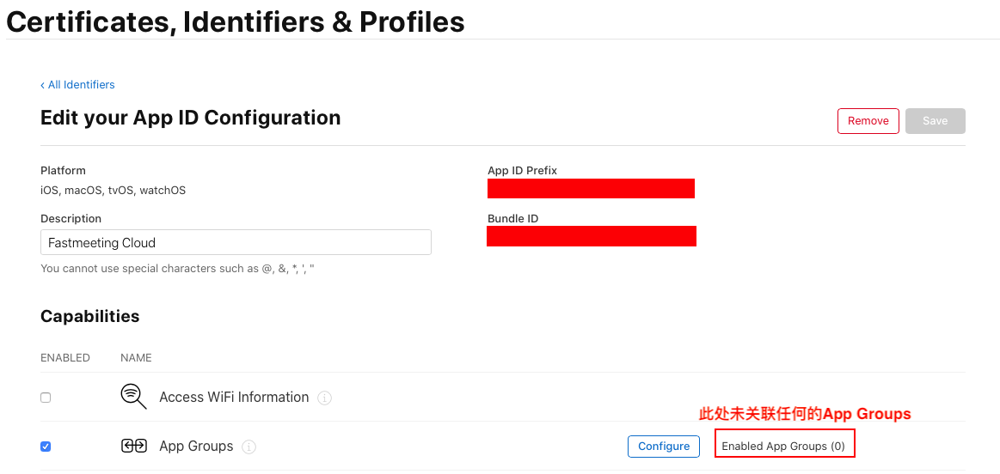 Certificates, Identifiers & Profiles
‹ All Identifiers
Edit your App ID Configuration
Remove
Save
Platform
iOS, macOS, tvOS, watchOS
App ID Prefix
Description
Fastmeeting Cloud
You cannot use special characters such as @, &, *, ', "
Bundle ID
Capabilities
ENABLED NAME
Access WiFi Information
此处未关联任何的App Groups
App Groups
Configure
Enabled App Groups (0)